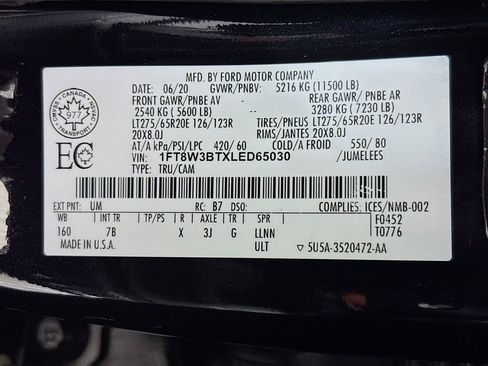 MFD. BY FORD MOTOR COMPANY
DATE: 06/20 GVWR/PNBV: 5216 KG (11500 LB)
FRONT GAWR/PNBE AV REAR GAWR/ PNBE AR
2540 KG ( 5600 LB) 3280 KG( 7230 LB)
LT275/65R20E 126/123R TIRES/PNEUS LT275/65R20E 126/123R
20X8.0J RIMS/JANTES 20X8.0J
AT/A kPa/PSI/LPC 420/ 60 COLD/A FROID 550/ 80
VIN: 1FT8W3BTXLED65030 /JUMELEES
TYPE: TRU/CAM
CANADA
977
TRANSPORT
EC
EXT PNT: UM RC: B7 DSO: COMPLIES: ICES/NMB-002
WB INT TR TP/PS R AXLE TR SPR F0452
160 7B X 3J G LLNN T0776
MADE IN U.S.A. ULT ▽ 5U5A-3520472-AA